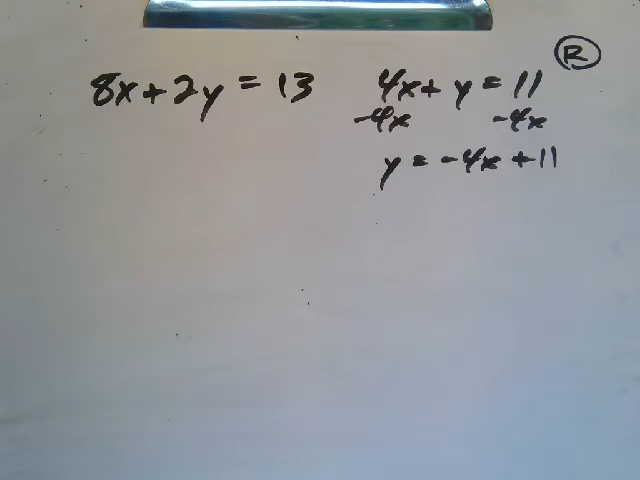 Ⓡ
8x + 2y = 13    4x + y = 11
-4x    -4x
y = -4x + 11